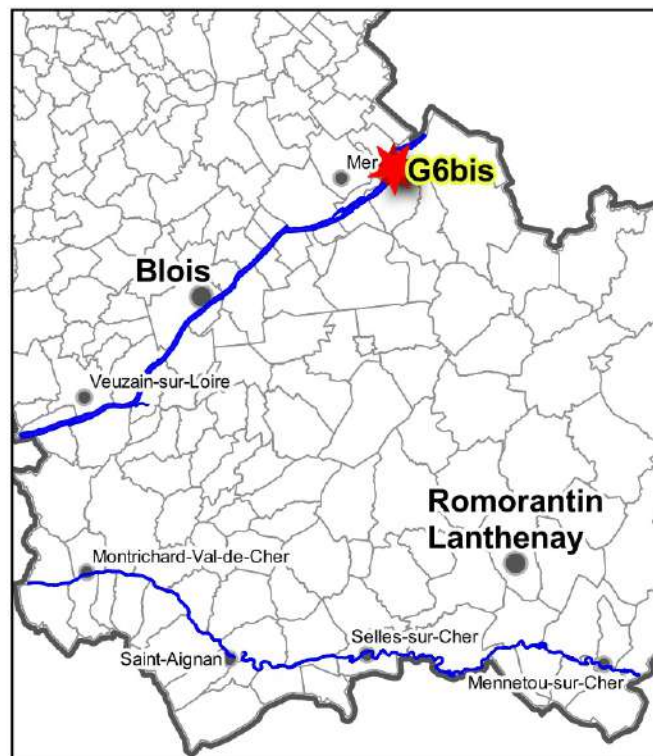 Mer
G6bis
Blois
Veuzain-sur-Loire
Romorantin
Lanthenay
Montrichard-Val-de-Cher
Selles-sur-Cher
Saint-Aignan
Mennetou-sur-Cher